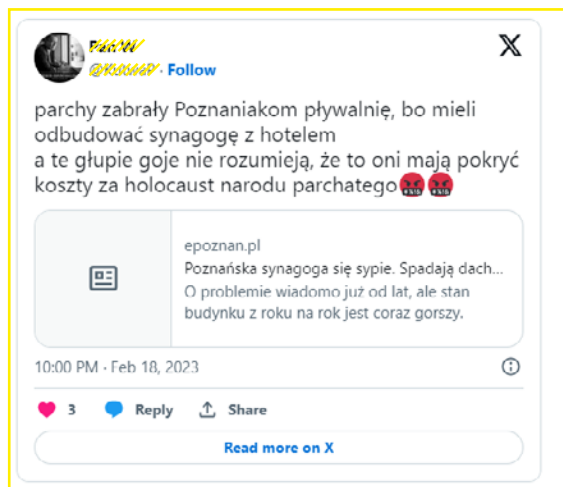 Follow
parchy zabrały Poznaniakom pływalnię, bo mieli
odbudować synagogę z hotelem
a te głupie goje nie rozumieją, że to oni mają pokryć
koszty za holocaust narodu parchatego🤬🤬
epoznan.pl
Poznańska synagoga się sypie. Spadają dach...
O problemie wiadomo już od lat, ale stan
budynku z roku na rok jest coraz gorszy.
10:00 PM · Feb 18, 2023
3 Reply Share
Read more on X